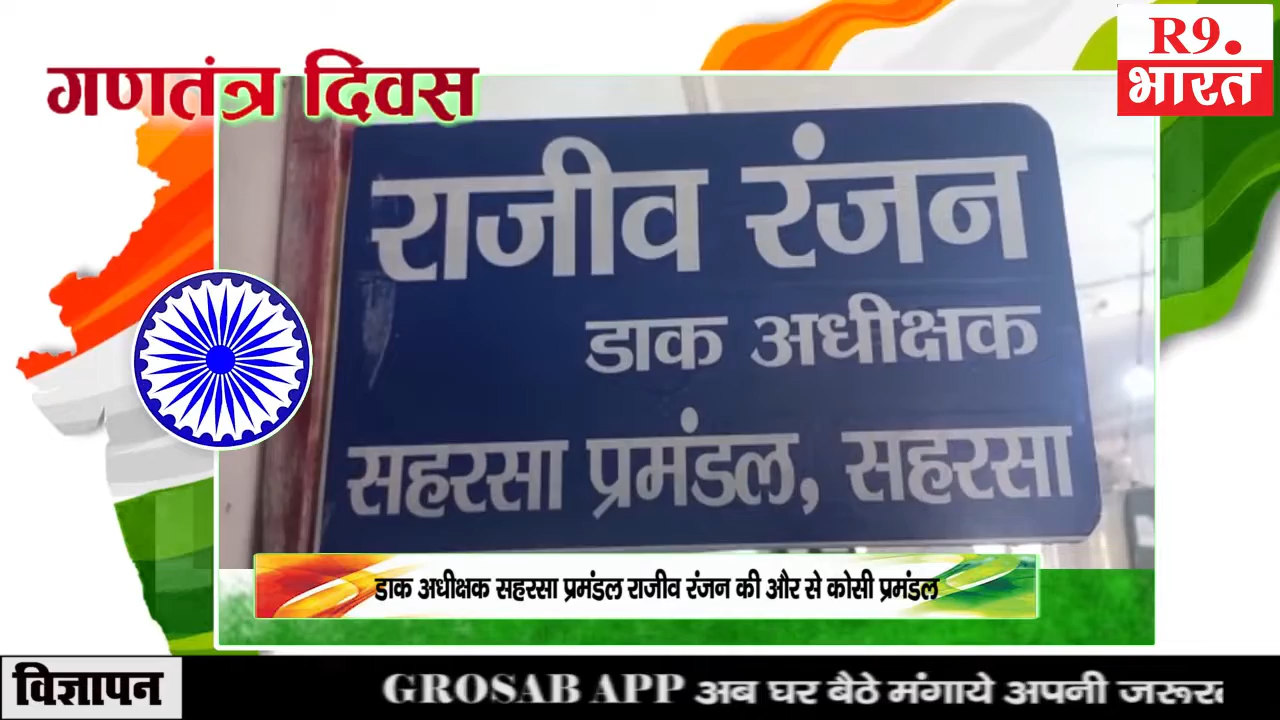 गणतंत्र दिवस
R9.
भारत
राजीव रंजन
डाक अधीक्षक
सहरसा प्रमंडल, सहरसा
डाक अधीक्षक सहरसा प्रमंडल राजीव रंजन की और से कोसी प्रमंडल
विज्ञापन
GROSAB APP अब घर बैठे मंगाये अपनी